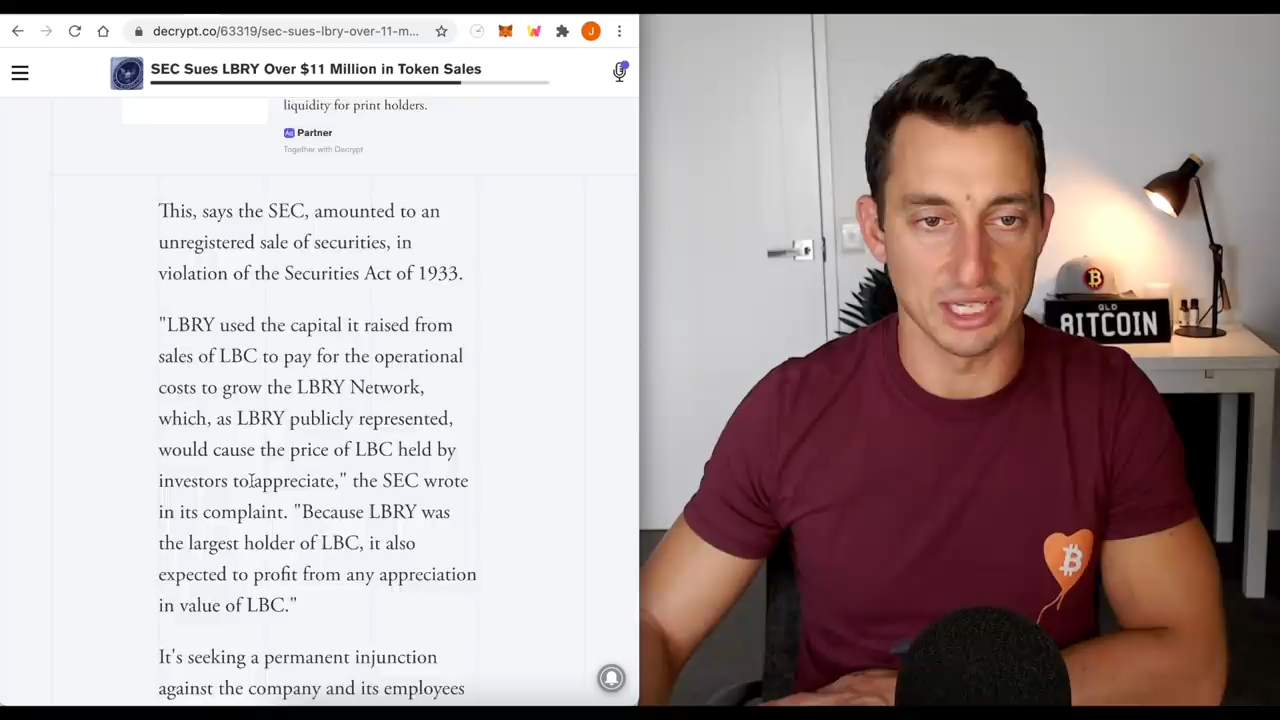 decrypt.co/63319/sec-sues-lbry-over-11-m...
J
SEC Sues LBRY Over $11 Million in Token Sales
liquidity for print holders.
Ad Partner
Together with Decrypt
This, says the SEC, amounted to an
unregistered sale of securities, in
violation of the Securities Act of 1933.
"LBRY used the capital it raised from
sales of LBC to pay for the operational
costs to grow the LBRY Network,
which, as LBRY publicly represented,
would cause the price of LBC held by
investors to appreciate," the SEC wrote
in its complaint. "Because LBRY was
the largest holder of LBC, it also
expected to profit from any appreciation
in value of LBC."
It's seeking a permanent injunction
against the company and its employees
QLD
BITCOIN